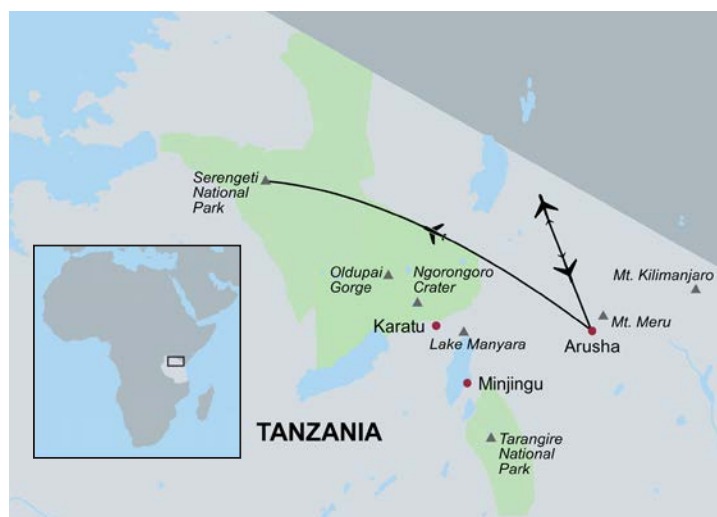 Serengeti
National
Park
Oldupai
Gorge
Ngorongoro
Crater
Mt. Kilimanjaro
Mt. Meru
Karatu
Lake Manyara
Arusha
Minjingu
TANZANIA
Tarangire
National
Park